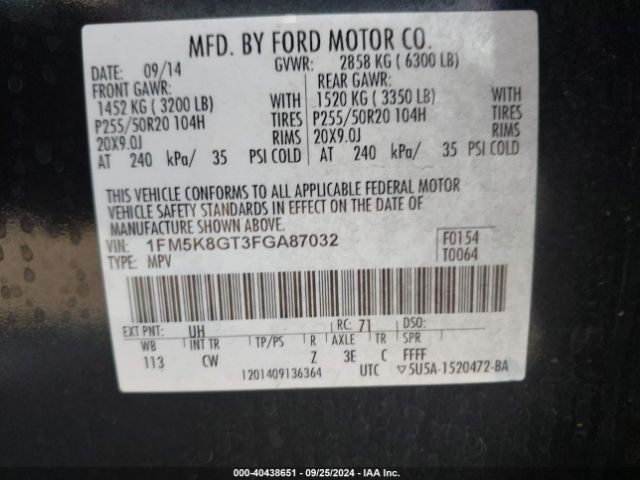 MFD. BY FORD MOTOR CO.
DATE: 09/14 GVWR: 2858 KG ( 6300 LB)
FRONT GAWR: REAR GAWR:
1452 KG ( 3200 LB) WITH 1520 KG ( 3350 LB) WITH
P255/50R20 104H TIRES P255/50R20 104H TIRES
20X9.0J RIMS 20X9.0J RIMS
AT 240 kPa/ 35 PSI COLD AT 240 kPa/ 35 PSI COLD
THIS VEHICLE CONFORMS TO ALL APPLICABLE FEDERAL MOTOR
VEHICLE SAFETY STANDARDS IN EFFECT ON THE DATE OF
MANUFACTURE SHOWN ABOVE.
VIN: 1FM5K8GT3FGA87032 F0154
TYPE: MPV T0064
EXT PNT: UH RC: 71 DSO:
WB INT TR TP/PS R AXLE TR SPR
113 CW Z 3E C FFFF
1201409136364 UTC ▽5U5A-1520472-BA
000-40438651 - 09/25/2024 - IAA Inc.